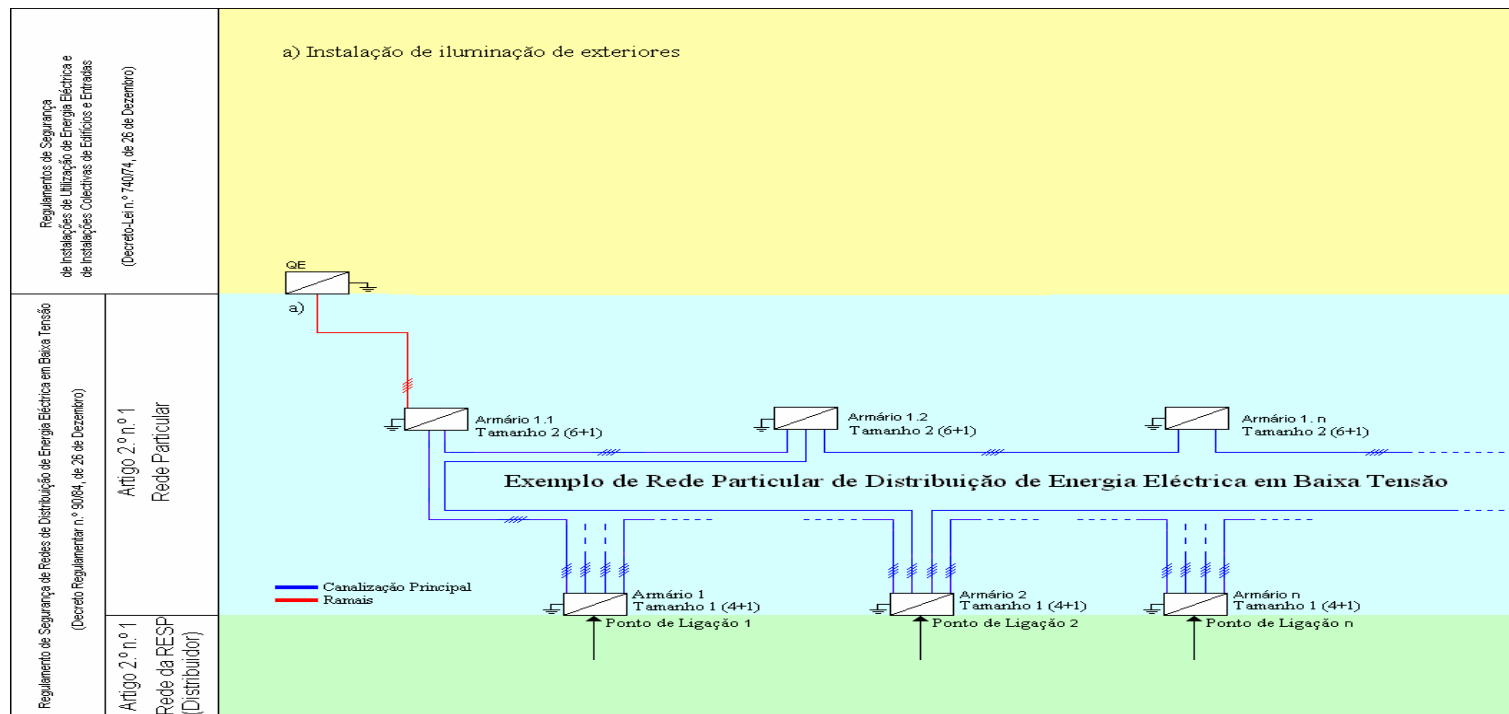 Regulamentos de Segurança
de Instalações de Utilização de Energia Eléctrica e
de Instalações Colectivas de Edifícios e Entradas
(Decreto-Lei n.º 740/74, de 26 de Dezembro)
a) Instalação de iluminação de exteriores
QE
a)
Regulamento de Segurança de Redes de Distribuição de Energia Eléctrica em Baixa Tensão
(Decreto Regulamentar n.º 90/84, de 26 de Dezembro)
Artigo 2.º n.º 1
Rede Particular
Armário 1.1
Tamanho 2 (6+1)
Armário 1.2
Tamanho 2 (6+1)
Armário 1. n
Tamanho 2 (6+1)
Exemplo de Rede Particular de Distribuição de Energia Eléctrica em Baixa Tensão
Canalização Principal
Ramais
Armário 1
Tamanho 1 (4+1)
Armário 2
Tamanho 1 (4+1)
Armário n
Tamanho 1 (4+1)
Artigo 2.º n.º 1
Rede da RESP
(Distribuidor)
Ponto de Ligação 1
Ponto de Ligação 2
Ponto de Ligação n